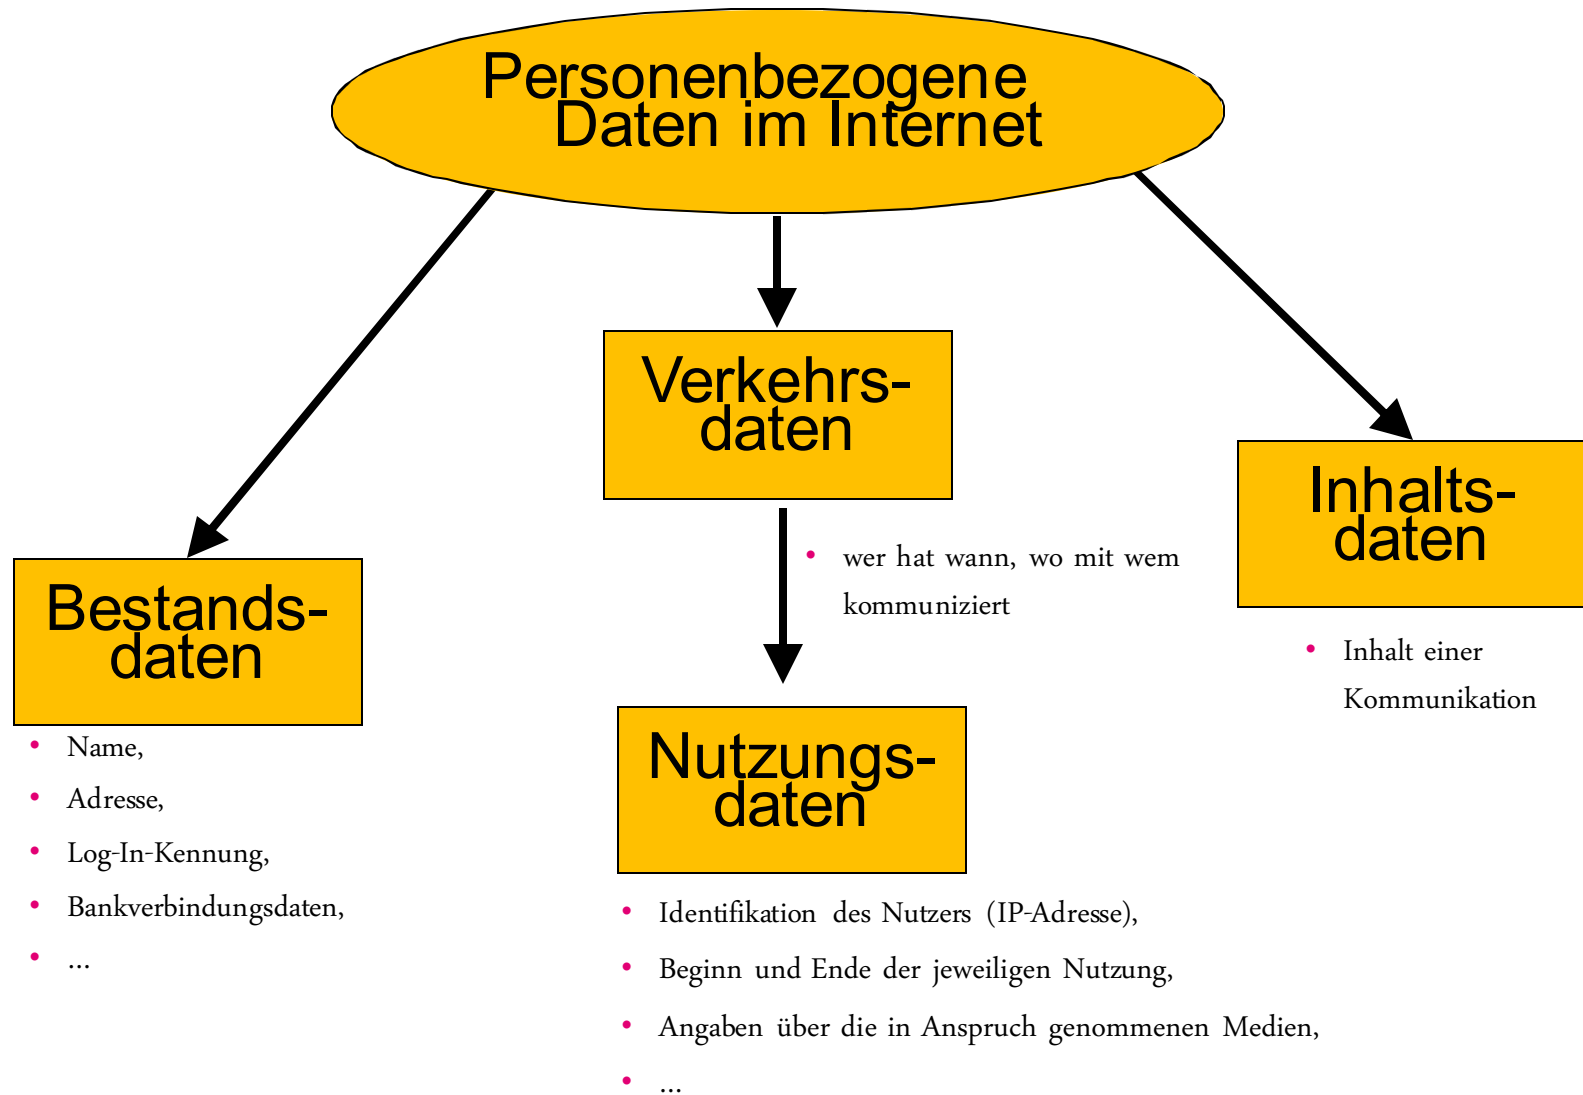 Personenbezogene
Daten im Internet
Verkehrs-
daten
• wer hat wann, wo mit wem
kommuniziert
Inhalts-
daten
• Inhalt einer
Kommunikation
Bestands-
daten
• Name,
• Adresse,
• Log-In-Kennung,
• Bankverbindungsdaten,
• ...
Nutzungs-
daten
• Identifikation des Nutzers (IP-Adresse),
• Beginn und Ende der jeweiligen Nutzung,
• Angaben über die in Anspruch genommenen Medien,
• ...